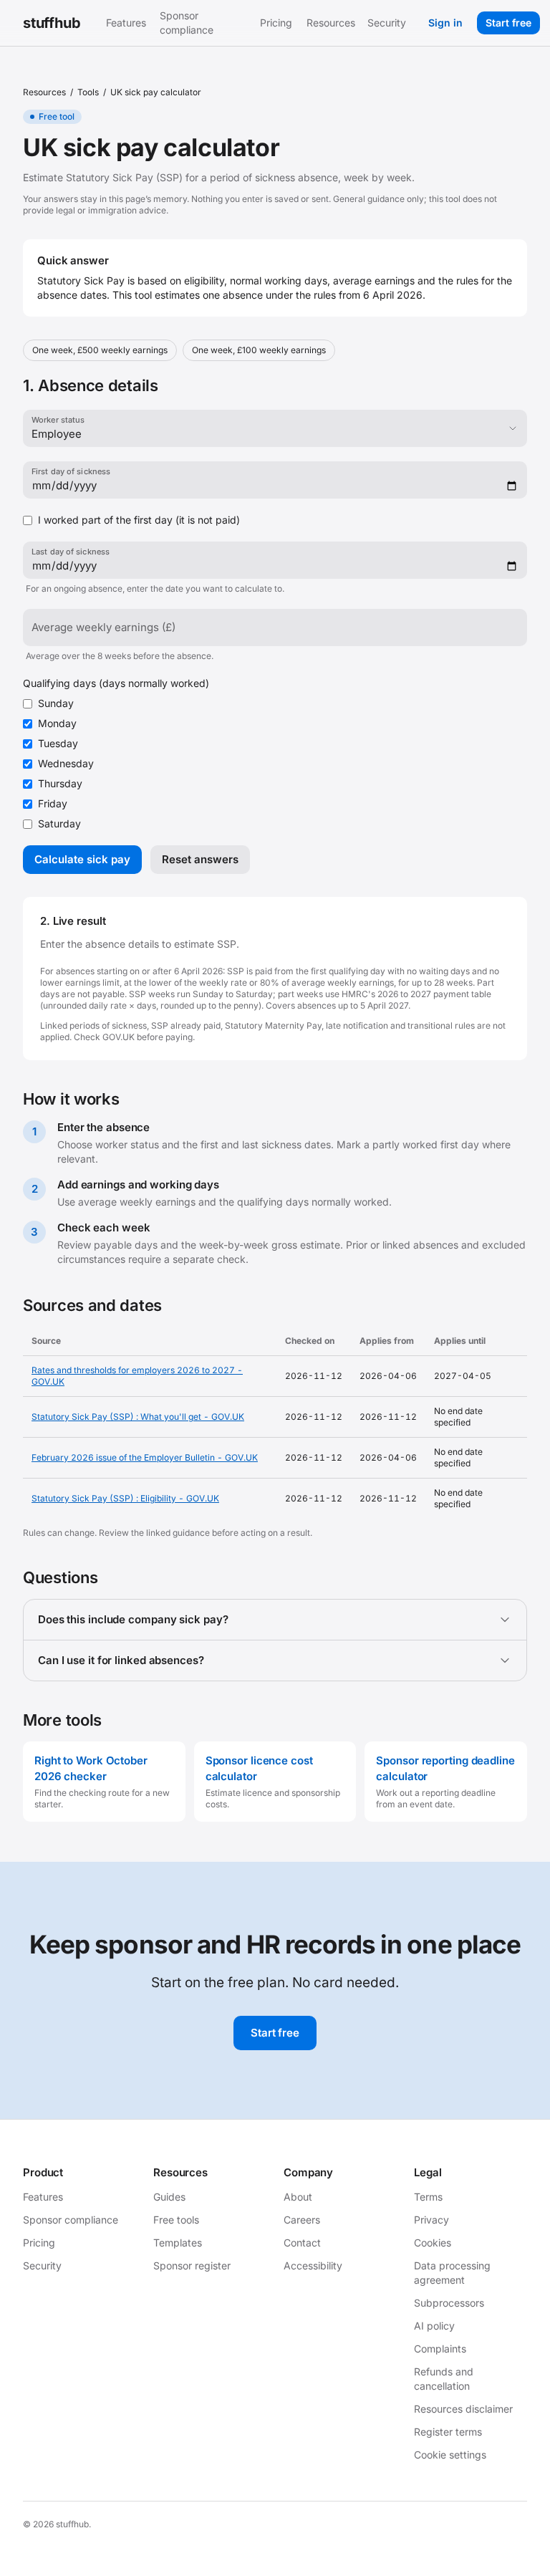 stuffhub
Features
Sponsor
compliance
Pricing
Resources
Security
Sign in
Start free
Resources / Tools / UK sick pay calculator
Free tool
UK sick pay calculator
Estimate Statutory Sick Pay (SSP) for a period of sickness absence, week by week.
Your answers stay in this page's memory. Nothing you enter is saved or sent. General guidance only; this tool does not
provide legal or immigration advice.
Quick answer
Statutory Sick Pay is based on eligibility, normal working days, average earnings and the rules for the
absence dates. This tool estimates one absence under the rules from 6 April 2026.
One week, £500 weekly earnings
One week, £100 weekly earnings
1. Absence details
Worker status
Employee
First day of sickness
mm/dd/yyyy
I worked part of the first day (it is not paid)
Last day of sickness
mm/dd/yyyy
For an ongoing absence, enter the date you want to calculate to.
Average weekly earnings (£)
Average over the 8 weeks before the absence.
Qualifying days (days normally worked)
Sunday
Monday
Tuesday
Wednesday
Thursday
Friday
Saturday
Calculate sick pay
Reset answers
2. Live result
Enter the absence details to estimate SSP.
For absences starting on or after 6 April 2026: SSP is paid from the first qualifying day with no waiting days and no
lower earnings limit, at the lower of the weekly rate or 80% of average weekly earnings, for up to 28 weeks. Part
days are not payable. SSP weeks run Sunday to Saturday; part weeks use HMRC's 2026 to 2027 payment table
(unrounded daily rate × days, rounded up to the penny). Covers absences up to 5 April 2027.
Linked periods of sickness, SSP already paid, Statutory Maternity Pay, late notification and transitional rules are not
applied. Check GOV.UK before paying.
How it works
1
Enter the absence
Choose worker status and the first and last sickness dates. Mark a partly worked first day where
relevant.
2
Add earnings and working days
Use average weekly earnings and the qualifying days normally worked.
3
Check each week
Review payable days and the week-by-week gross estimate. Prior or linked absences and excluded
circumstances require a separate check.
Sources and dates
Source Checked on Applies from Applies until
Rates and thresholds for employers 2026 to 2027 -
GOV.UK
2026-11-12 2026-04-06 2027-04-05
Statutory Sick Pay (SSP) : What you'll get - GOV.UK 2026-11-12 2026-11-12 No end date
specified
February 2026 issue of the Employer Bulletin - GOV.UK 2026-11-12 2026-04-06 No end date
specified
Statutory Sick Pay (SSP) : Eligibility - GOV.UK 2026-11-12 2026-11-12 No end date
specified
Rules can change. Review the linked guidance before acting on a result.
Questions
Does this include company sick pay?
Can I use it for linked absences?
More tools
Right to Work October
2026 checker
Find the checking route for a new
starter.
Sponsor licence cost
calculator
Estimate licence and sponsorship
costs.
Sponsor reporting deadline
calculator
Work out a reporting deadline
from an event date.
Keep sponsor and HR records in one place
Start on the free plan. No card needed.
Start free
Product
Features
Sponsor compliance
Pricing
Security
Resources
Guides
Free tools
Templates
Sponsor register
Company
About
Careers
Contact
Accessibility
Legal
Terms
Privacy
Cookies
Data processing
agreement
Subprocessors
AI policy
Complaints
Refunds and
cancellation
Resources disclaimer
Register terms
Cookie settings
© 2026 stuffhub.